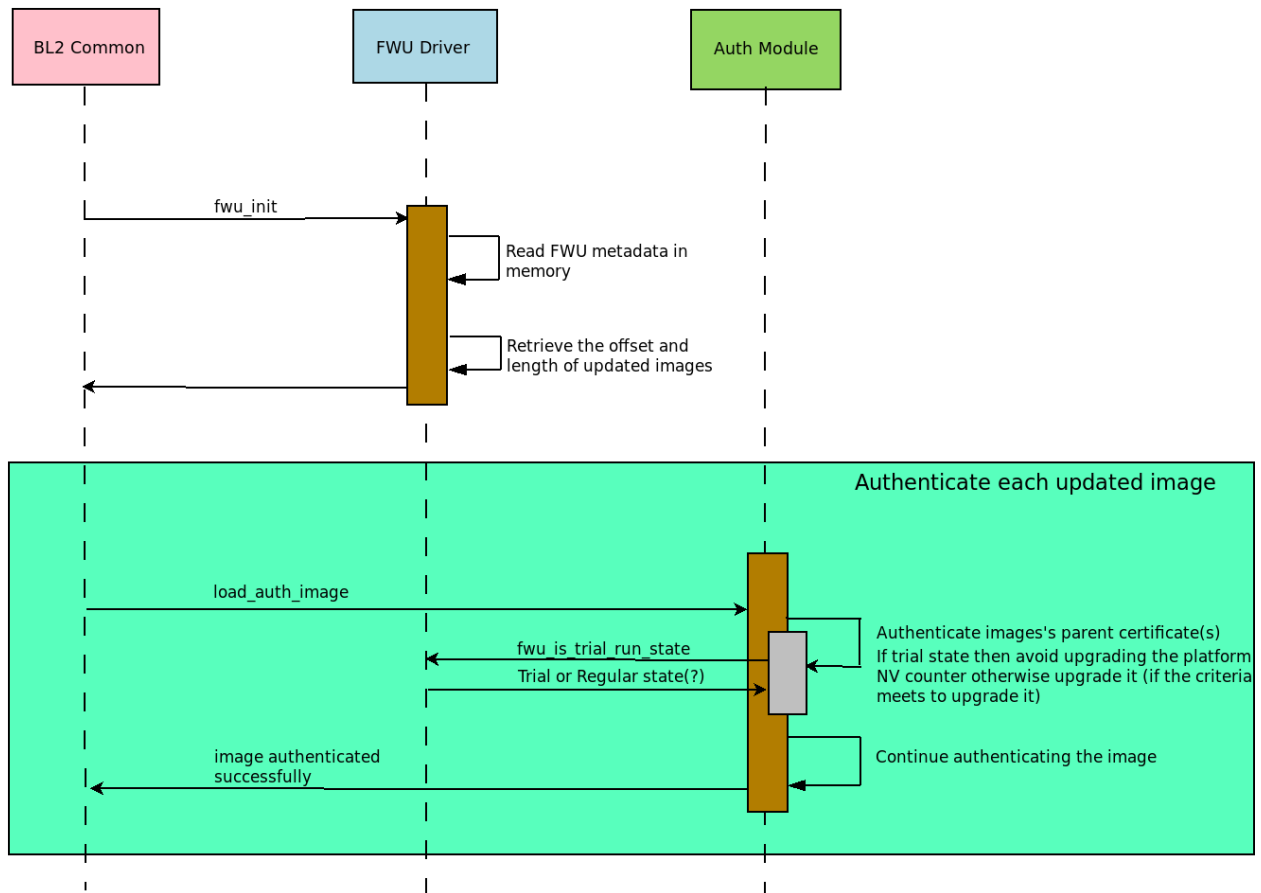 BL2 Common
FWU Driver
Auth Module
fwu_init
Read FWU metadata in
memory
Retrieve the offset and
length of updated images
Authenticate each updated image
load_auth_image
Authenticate images's parent certificate(s)
fwu_is_trial_run_state
If trial state then avoid upgrading the platform
NV counter otherwise upgrade it (if the criteria
meets to upgrade it)
Trial or Regular state(?)
image authenticated
successfully
Continue authenticating the image